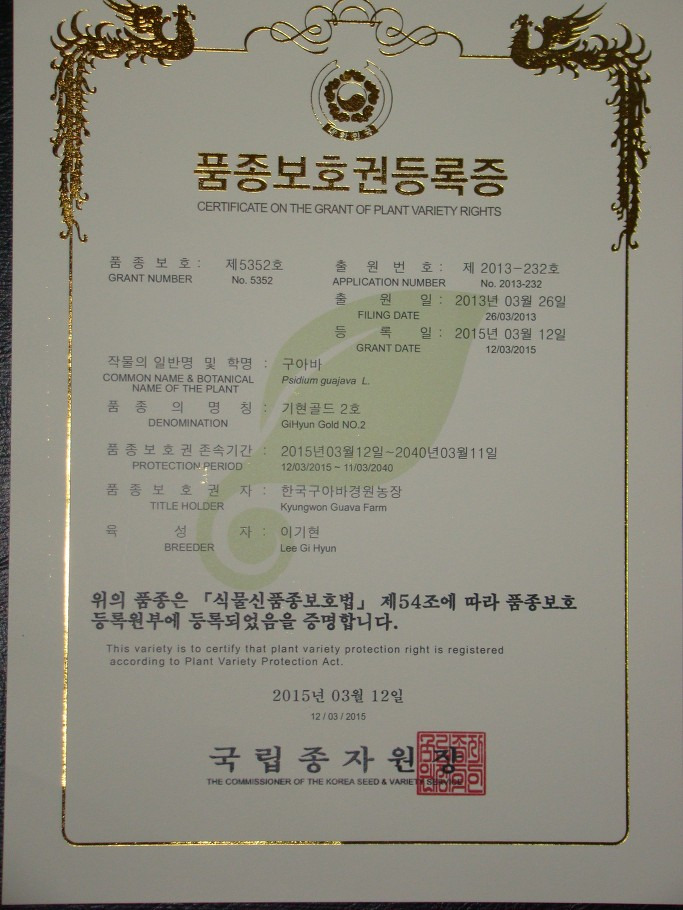 대한민국
품종보호권등록증
CERTIFICATE ON THE GRANT OF PLANT VARIETY RIGHTS
품종보호: 제5352호
GRANT NUMBER No. 5352
출원번호: 제 2013-232호
APPLICATION NUMBER No. 2013-232
출원일: 2013년 03월 26일
FILING DATE 26/03/2013
등록일: 2015년 03월 12일
GRANT DATE 12/03/2015
작물의 일반명 및 학명 : 구아바
COMMON NAME & BOTANICAL Psidium guajava L.
NAME OF THE PLANT
품종의명칭 : 기현골드 2호
DENOMINATION GiHyun Gold NO.2
품종보호권존속기간 : 2015년03월12일~2040년03월11일
PROTECTION PERIOD 12/03/2015 ~ 11/03/2040
품종보호권자 : 한국구아바경원농장
TITLE HOLDER Kyungwon Guava Farm
육성자 : 이기현
BREEDER Lee Gi Hyun
위의 품종은 「식물신품종보호법」 제54조에 따라 품종보호
등록원부에 등록되었음을 증명합니다.
This variety is to certify that plant variety protection right is registered
according to Plant Variety Protection Act.
2015년 03월 12일
12 / 03 / 2015
국립종자원장
THE COMMISSIONER OF THE KOREA SEED & VARIETY SERVICE